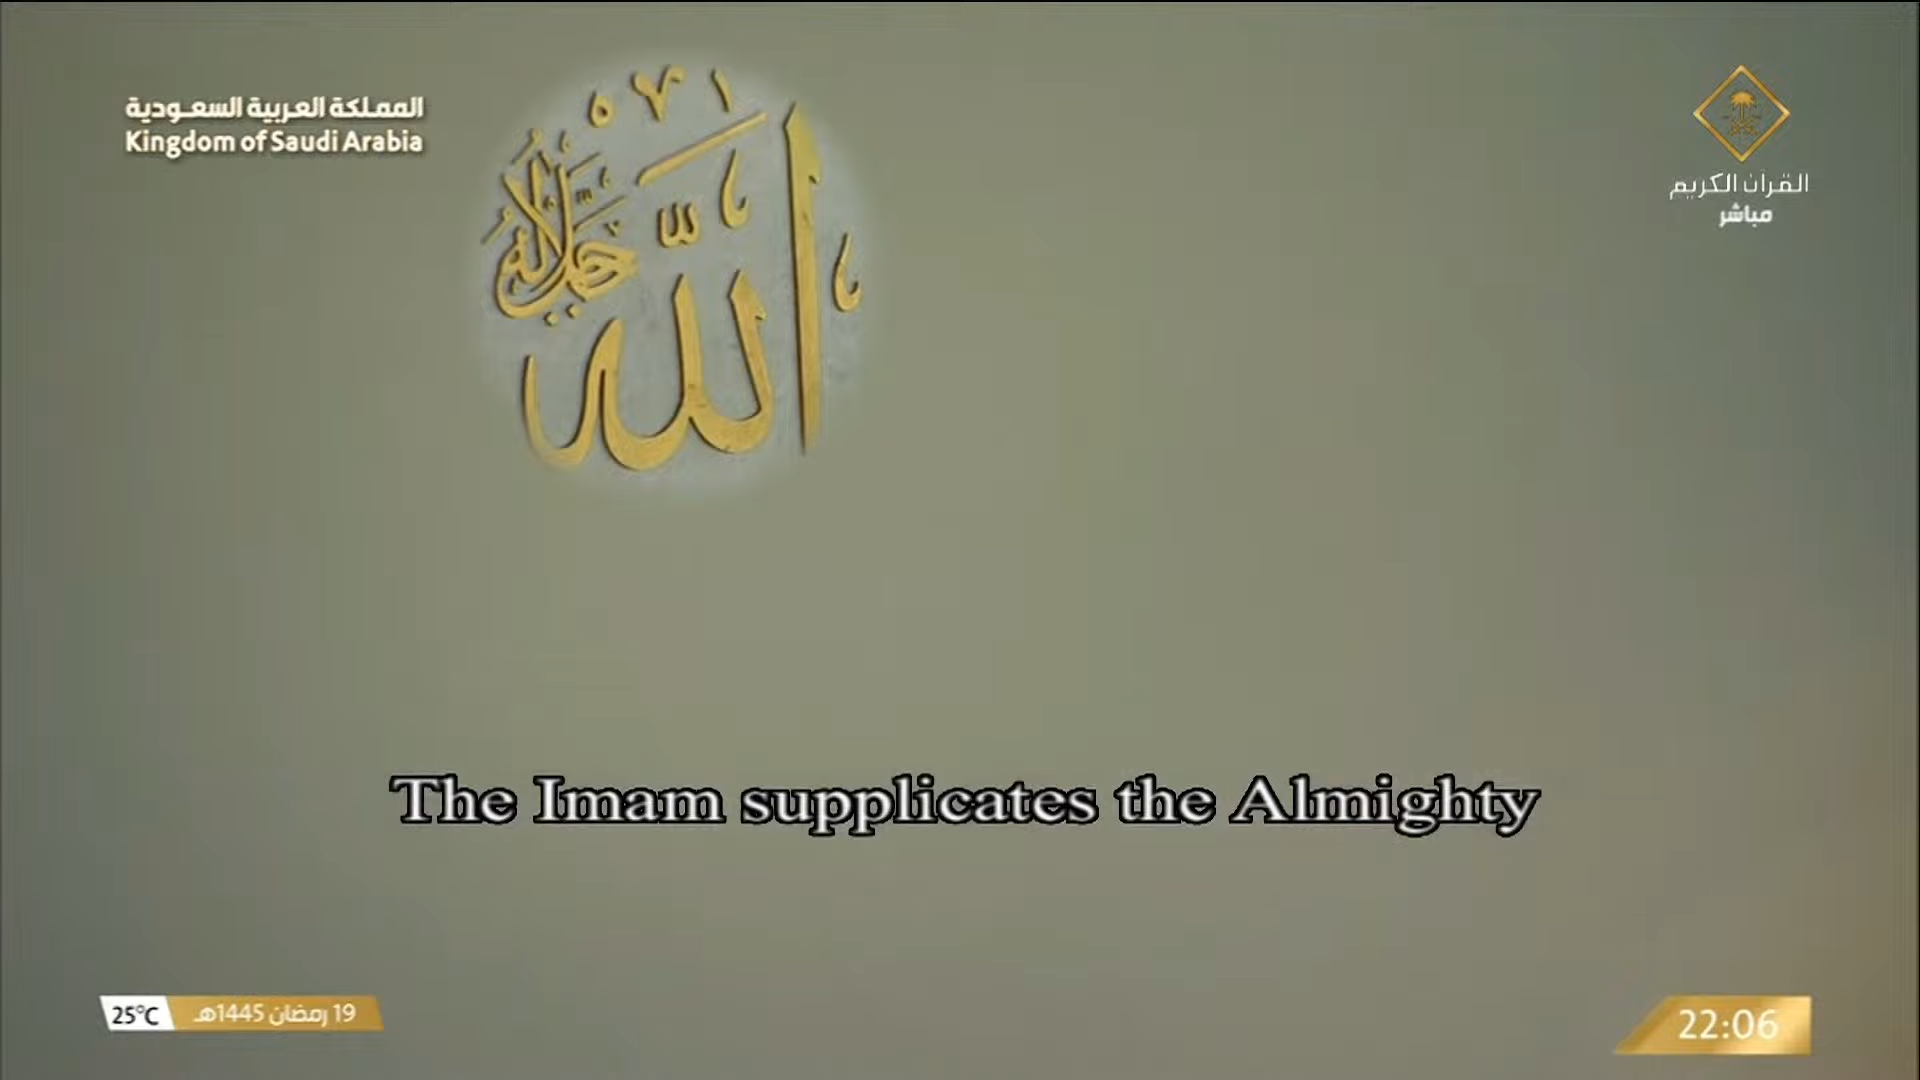 المملكة العربية السعودية
Kingdom of Saudi Arabia
القرآن الكريم
مباشر
الله
جل جلاله
The Imam supplicates the Almighty
25°C
19 رمضان 1445هـ
22:06